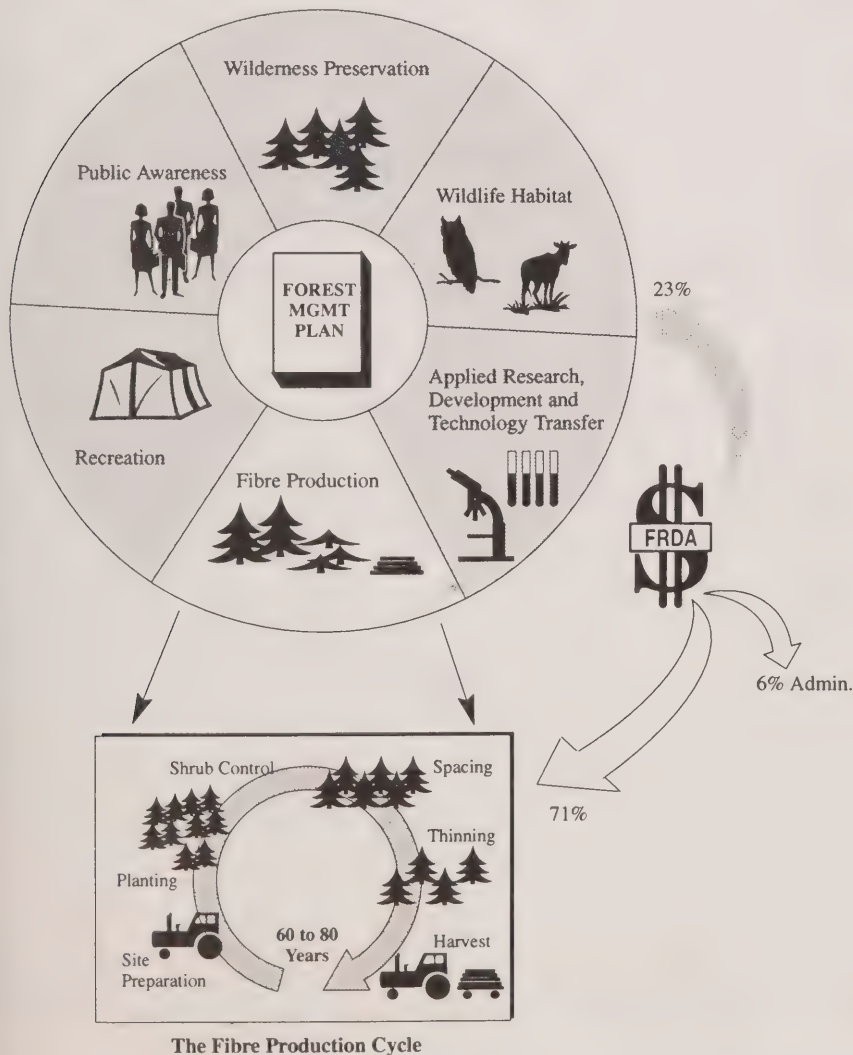 Wilderness Preservation
Public Awareness
Wildlife Habitat
FOREST
MGMT
PLAN
23%
Applied Research,
Development and
Technology Transfer
Recreation
Fibre Production
FRDA
6% Admin.
71%
Shrub Control
Spacing
Thinning
Planting
60 to 80
Years
Harvest
Site
Preparation
The Fibre Production Cycle